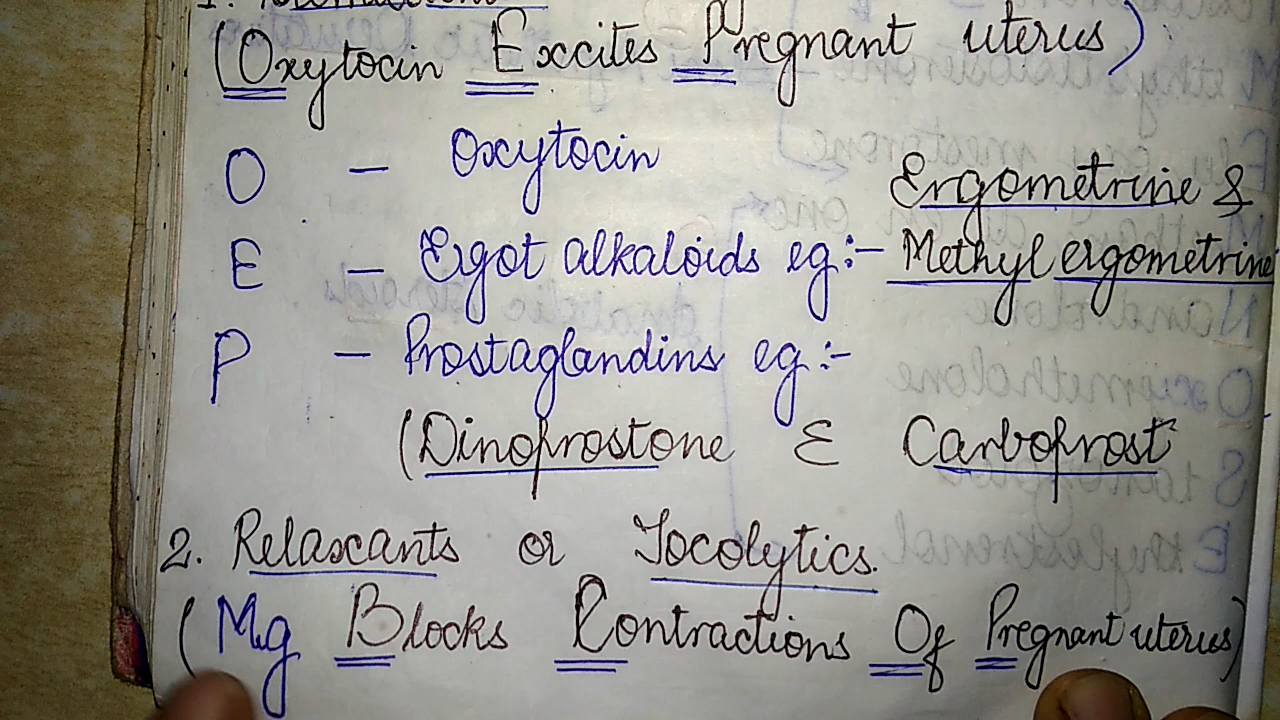 1.
(Oxytocin Excites Pregnant uterus)
O – Oxytocin
Ergometrine &
E – Ergot alkaloids eg:- Methyl ergometrine
P – Prostaglandins eg:-
(Dinoprostone & Carboprost
2. Relaxants or Tocolytics.
(Mg Blocks Contractions Of Pregnant uterus)